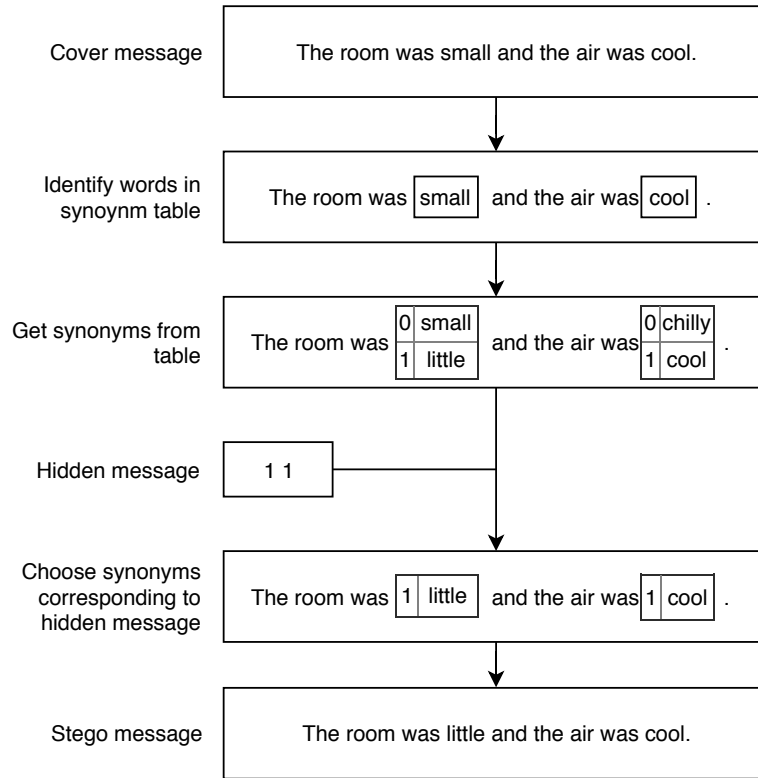 Cover message
The room was small and the air was cool.
Identify words in
synoynm table
The room was small and the air was cool .
Get synonyms from
table
The room was 0 small 1 little and the air was 0 chilly 1 cool .
Hidden message
1 1
Choose synonyms
corresponding to
hidden message
The room was 1 little and the air was 1 cool .
Stego message
The room was little and the air was cool.